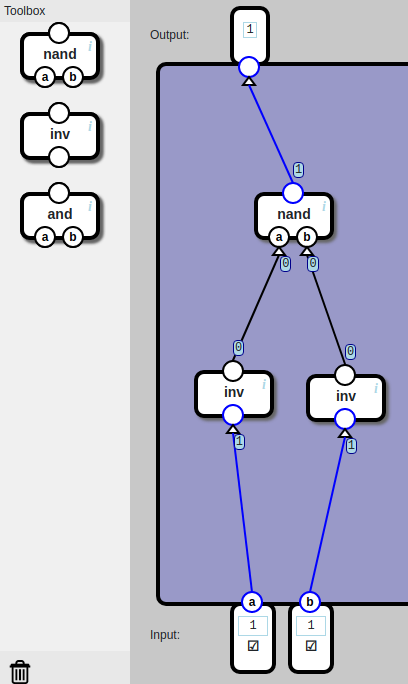 Toolbox
i
nand
a b
i
inv
i
and
a b
Output:
1
1
i
nand
a b
0 0
0 0
i
inv
i
inv
1 1
a b
Input:
1 1